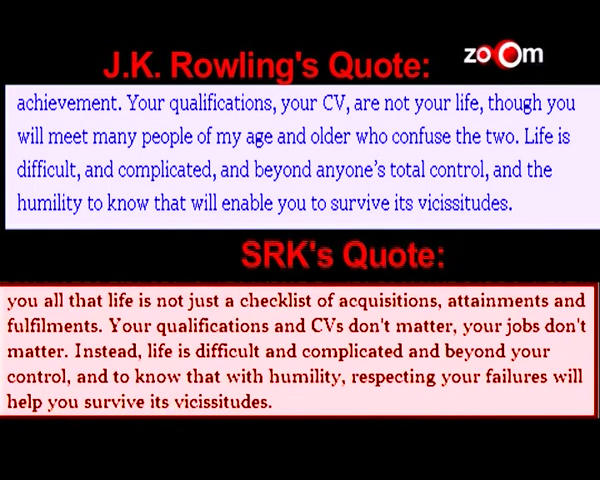 J.K. Rowling's Quote:
zoOm
achievement. Your qualifications, your CV, are not your life, though you
will meet many people of my age and older who confuse the two. Life is
difficult, and complicated, and beyond anyone's total control, and the
humility to know that will enable you to survive its vicissitudes.
SRK's Quote:
you all that life is not just a checklist of acquisitions, attainments and
fulfilments. Your qualifications and CVs don't matter, your jobs don't
matter. Instead, life is difficult and complicated and beyond your
control, and to know that with humility, respecting your failures will
help you survive its vicissitudes.